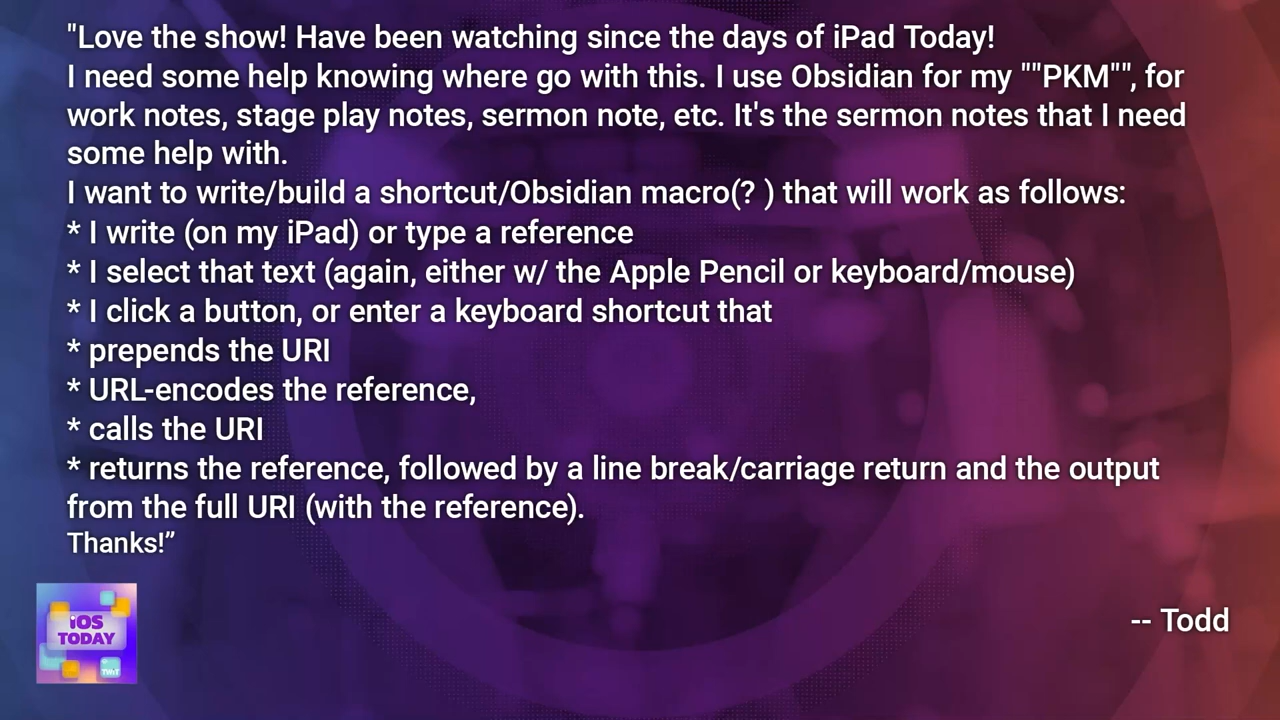 "Love the show! Have been watching since the days of iPad Today!
I need some help knowing where go with this. I use Obsidian for my ""PKM"", for
work notes, stage play notes, sermon note, etc. It's the sermon notes that I need
some help with.
I want to write/build a shortcut/Obsidian macro(? ) that will work as follows:
* I write (on my iPad) or type a reference
* I select that text (again, either w/ the Apple Pencil or keyboard/mouse)
* I click a button, or enter a keyboard shortcut that
* prepends the URI
* URL-encodes the reference,
* calls the URI
* returns the reference, followed by a line break/carriage return and the output
from the full URI (with the reference).
Thanks!”
iOS
TODAY
TWiT
-- Todd